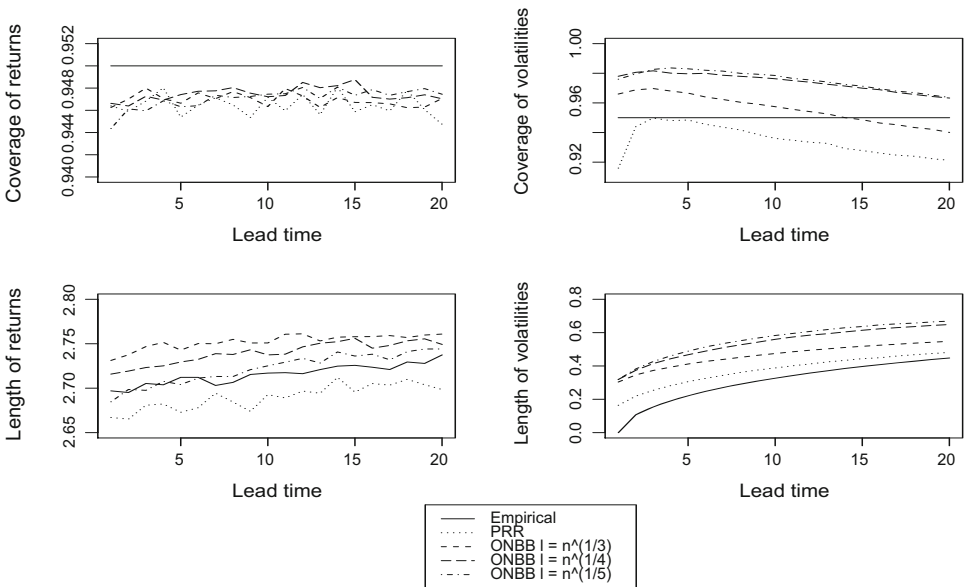 Coverage of returns
0.940 0.944 0.948 0.952
5 10 15 20
Lead time
Coverage of volatilities
0.92 0.96 1.00
5 10 15 20
Lead time
Length of returns
2.65 2.70 2.75 2.80
5 10 15 20
Lead time
Length of volatilities
0.0 0.2 0.4 0.6 0.8
5 10 15 20
Lead time
Empirical
PRR
ONBB l = n^(1/3)
ONBB l = n^(1/4)
ONBB l = n^(1/5)